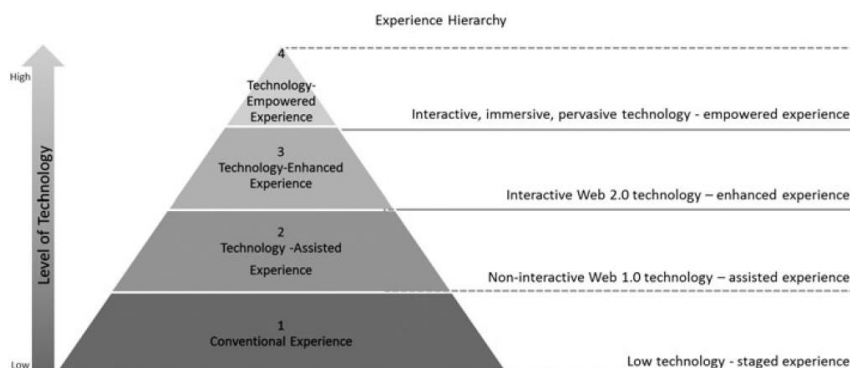 Experience Hierarchy
High
4
Technology-
Empowered
Experience
Interactive, immersive, pervasive technology - empowered experience
3
Technology-Enhanced
Experience
Interactive Web 2.0 technology – enhanced experience
Level of Technology
2
Technology -Assisted
Experience
Non-interactive Web 1.0 technology – assisted experience
1
Conventional Experience
Low
Low technology - staged experience